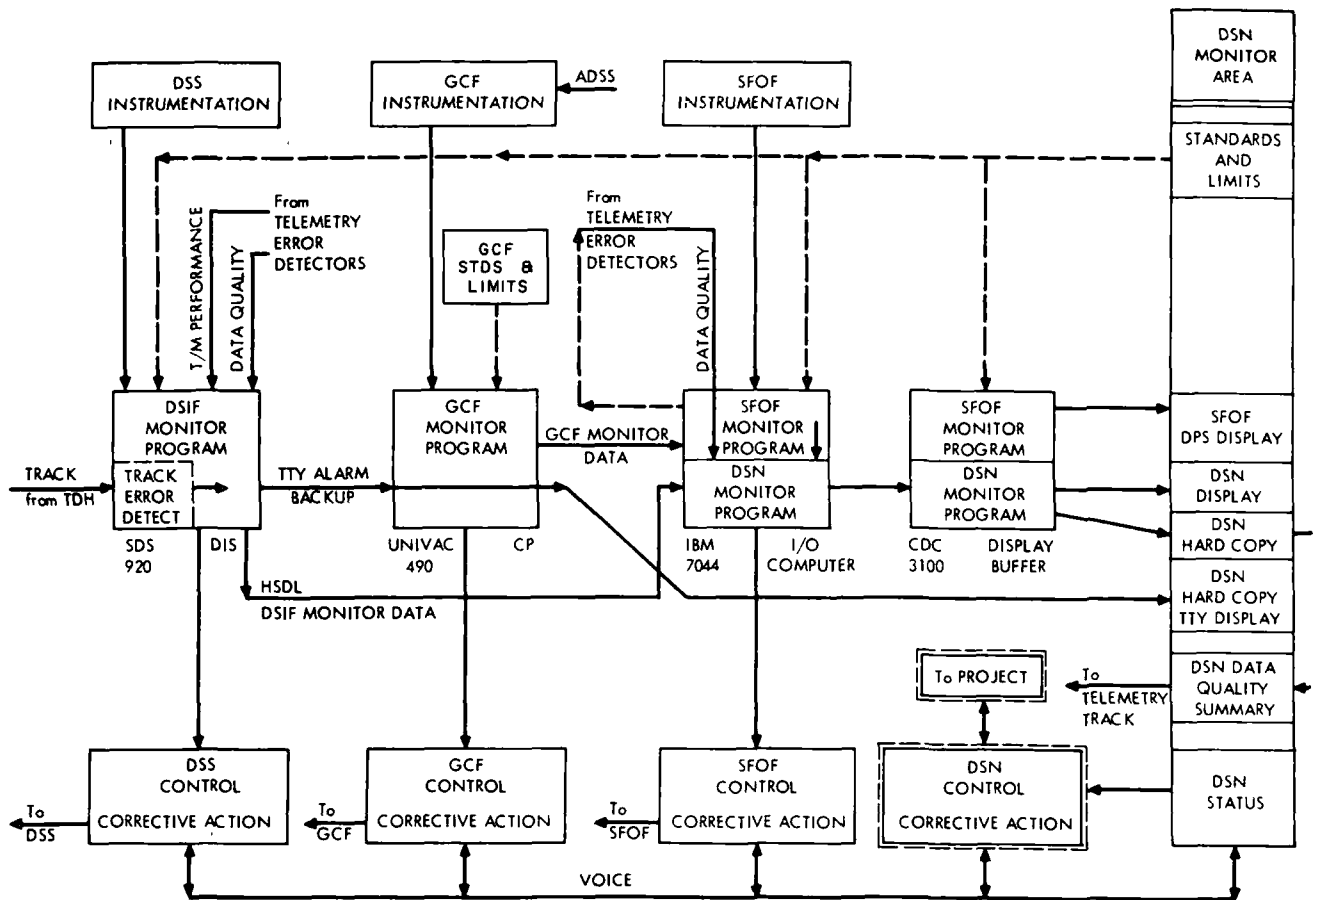 DSN
MONITOR
AREA
DSS
INSTRUMENTATION
GCF
INSTRUMENTATION
ADSS
SFOF
INSTRUMENTATION
STANDARDS
AND
LIMITS
T/M PERFORMANCE
DATA QUALITY
From
TELEMETRY
ERROR
DETECTORS
GCF
STDS &
LIMITS
From
TELEMETRY
ERROR
DETECTORS
DATA QUALITY
DSIF
MONITOR
PROGRAM
TRACK
from TDH
TRACK
ERROR
DETECT
SDS
920
DIS
TTY ALARM
BACKUP
GCF
MONITOR
PROGRAM
UNIVAC
490
CP
GCF MONITOR
DATA
SFOF
MONITOR
PROGRAM
DSN
MONITOR
PROGRAM
IBM
7044
I/O
COMPUTER
SFOF
MONITOR
PROGRAM
DSN
MONITOR
PROGRAM
CDC
3100
DISPLAY
BUFFER
SFOF
DPS DISPLAY
DSN
DISPLAY
DSN
HARD COPY
DSN
HARD COPY
TTY DISPLAY
HSDL
DSIF MONITOR DATA
To PROJECT
To
TELEMETRY
TRACK
DSN DATA
QUALITY
SUMMARY
DSS
CONTROL
CORRECTIVE ACTION
To
DSS
GCF
CONTROL
CORRECTIVE ACTION
To
GCF
SFOF
CONTROL
CORRECTIVE ACTION
To
SFOF
DSN
CONTROL
CORRECTIVE ACTION
DSN
STATUS
VOICE